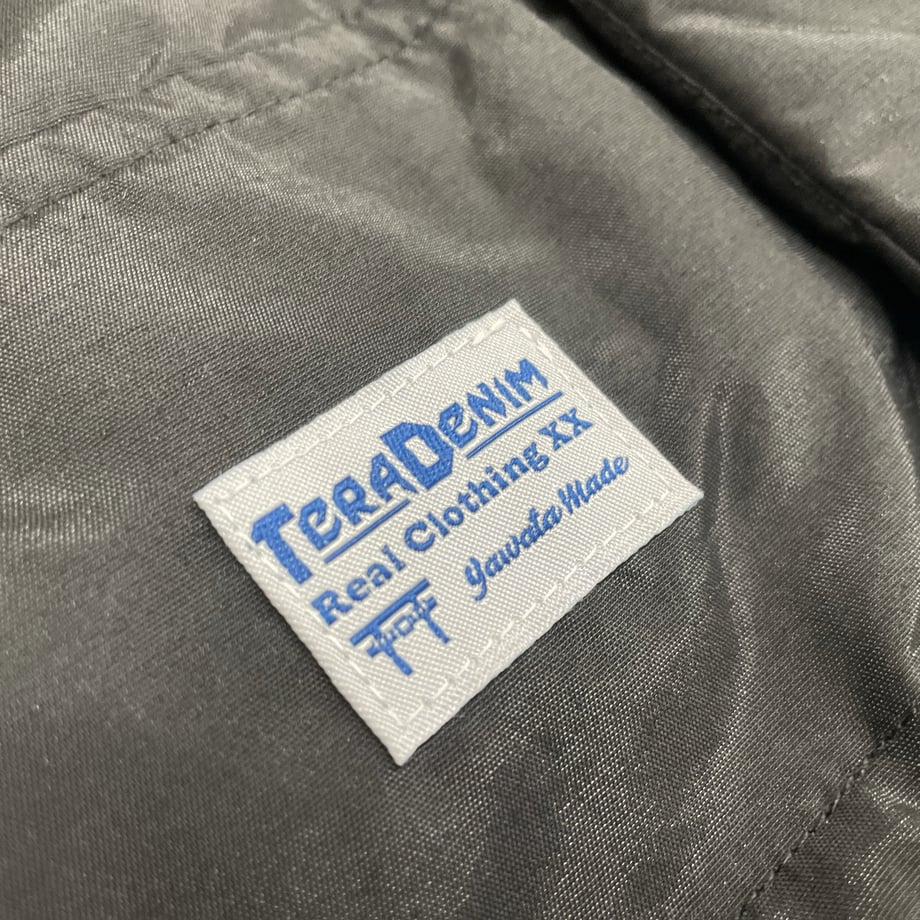 TERADENIM
Real Clothing XX
Yawata Made